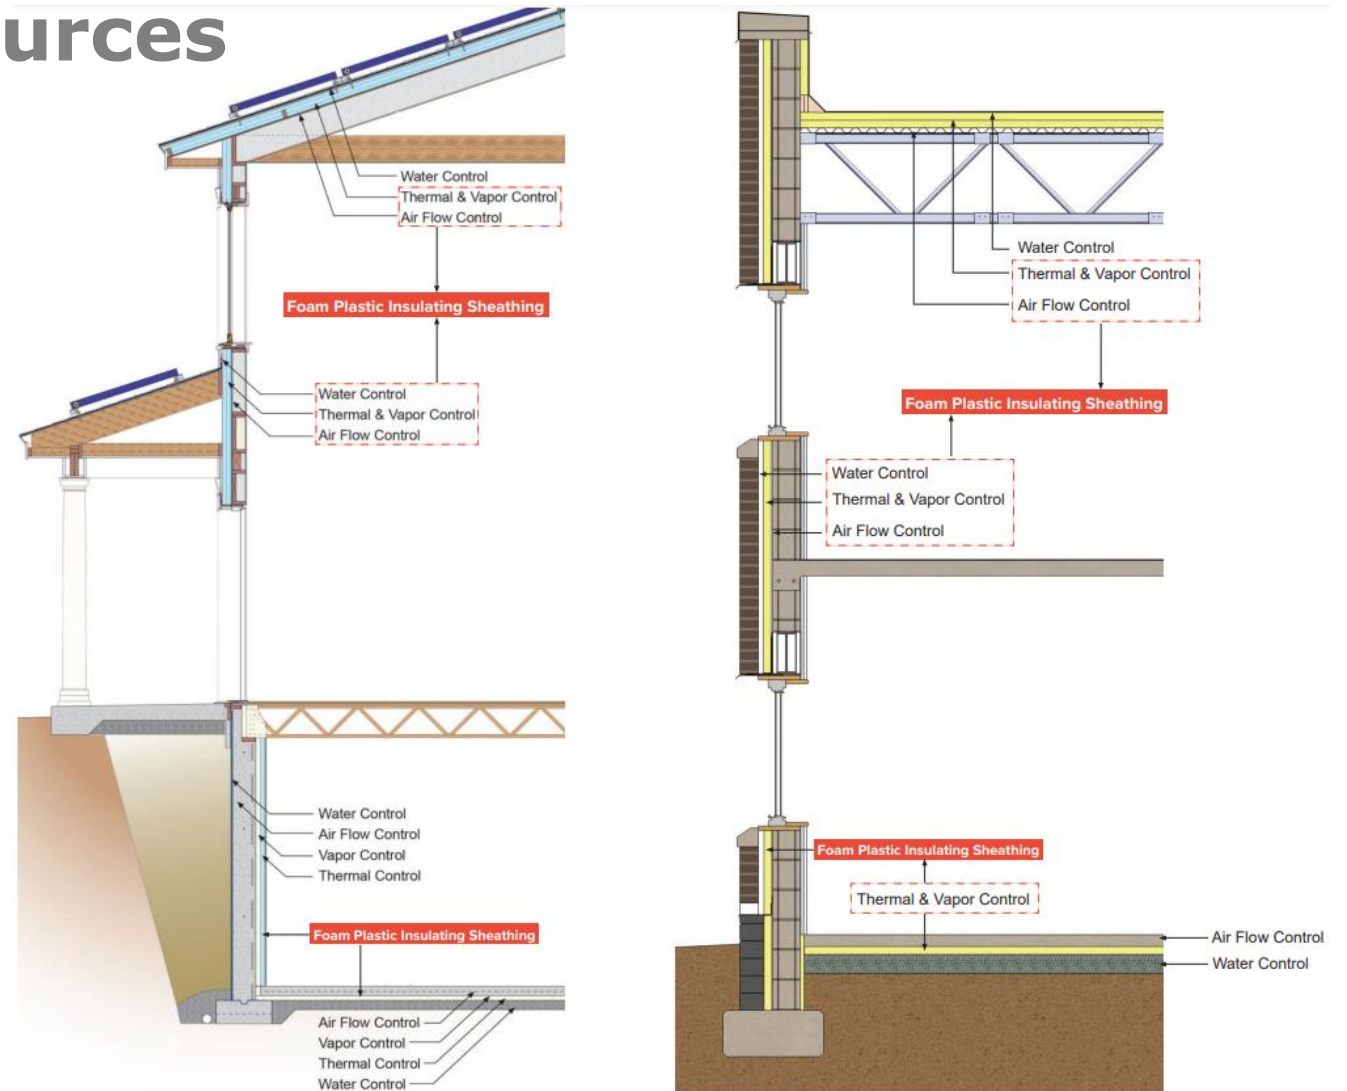 urces
Water Control
Thermal & Vapor Control
Air Flow Control
Foam Plastic Insulating Sheathing
Water Control
Thermal & Vapor Control
Air Flow Control
Water Control
Air Flow Control
Vapor Control
Thermal Control
Foam Plastic Insulating Sheathing
Air Flow Control
Vapor Control
Thermal Control
Water Control
Water Control
Thermal & Vapor Control
Air Flow Control
Foam Plastic Insulating Sheathing
Water Control
Thermal & Vapor Control
Air Flow Control
Foam Plastic Insulating Sheathing
Thermal & Vapor Control
Air Flow Control
Water Control